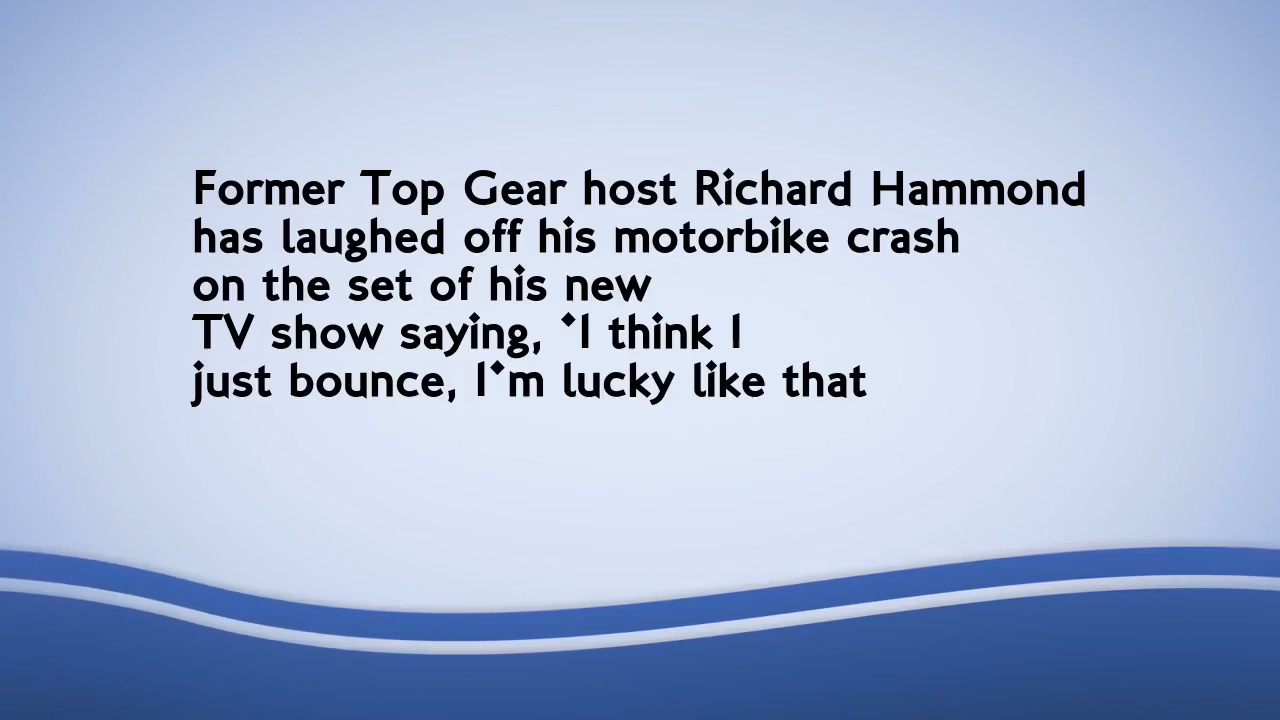 Former Top Gear host Richard Hammond
has laughed off his motorbike crash
on the set of his new
TV show saying, 'I think I
just bounce, I'm lucky like that